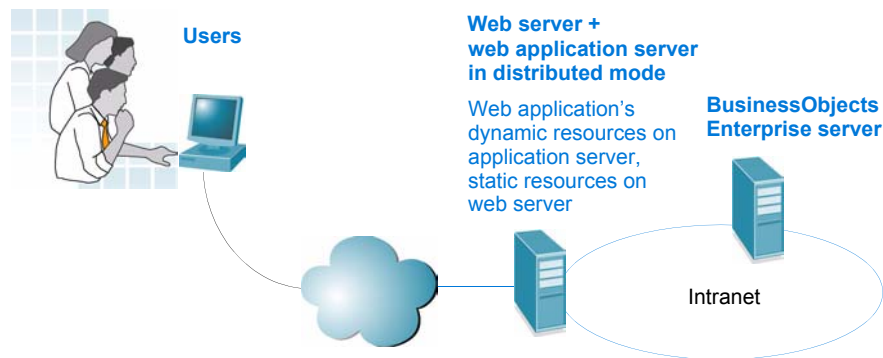 Users
Web server +
web application server
in distributed mode
Web application's
dynamic resources on
application server,
static resources on
web server
BusinessObjects
Enterprise server
Intranet